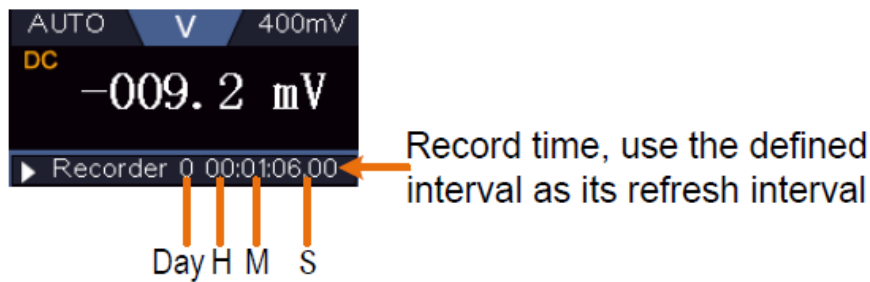 AUTO V 400mV
DC
-009.2 mV
Recorder 0 00:01:06.00
Record time, use the defined
interval as its refresh interval
Day H M S